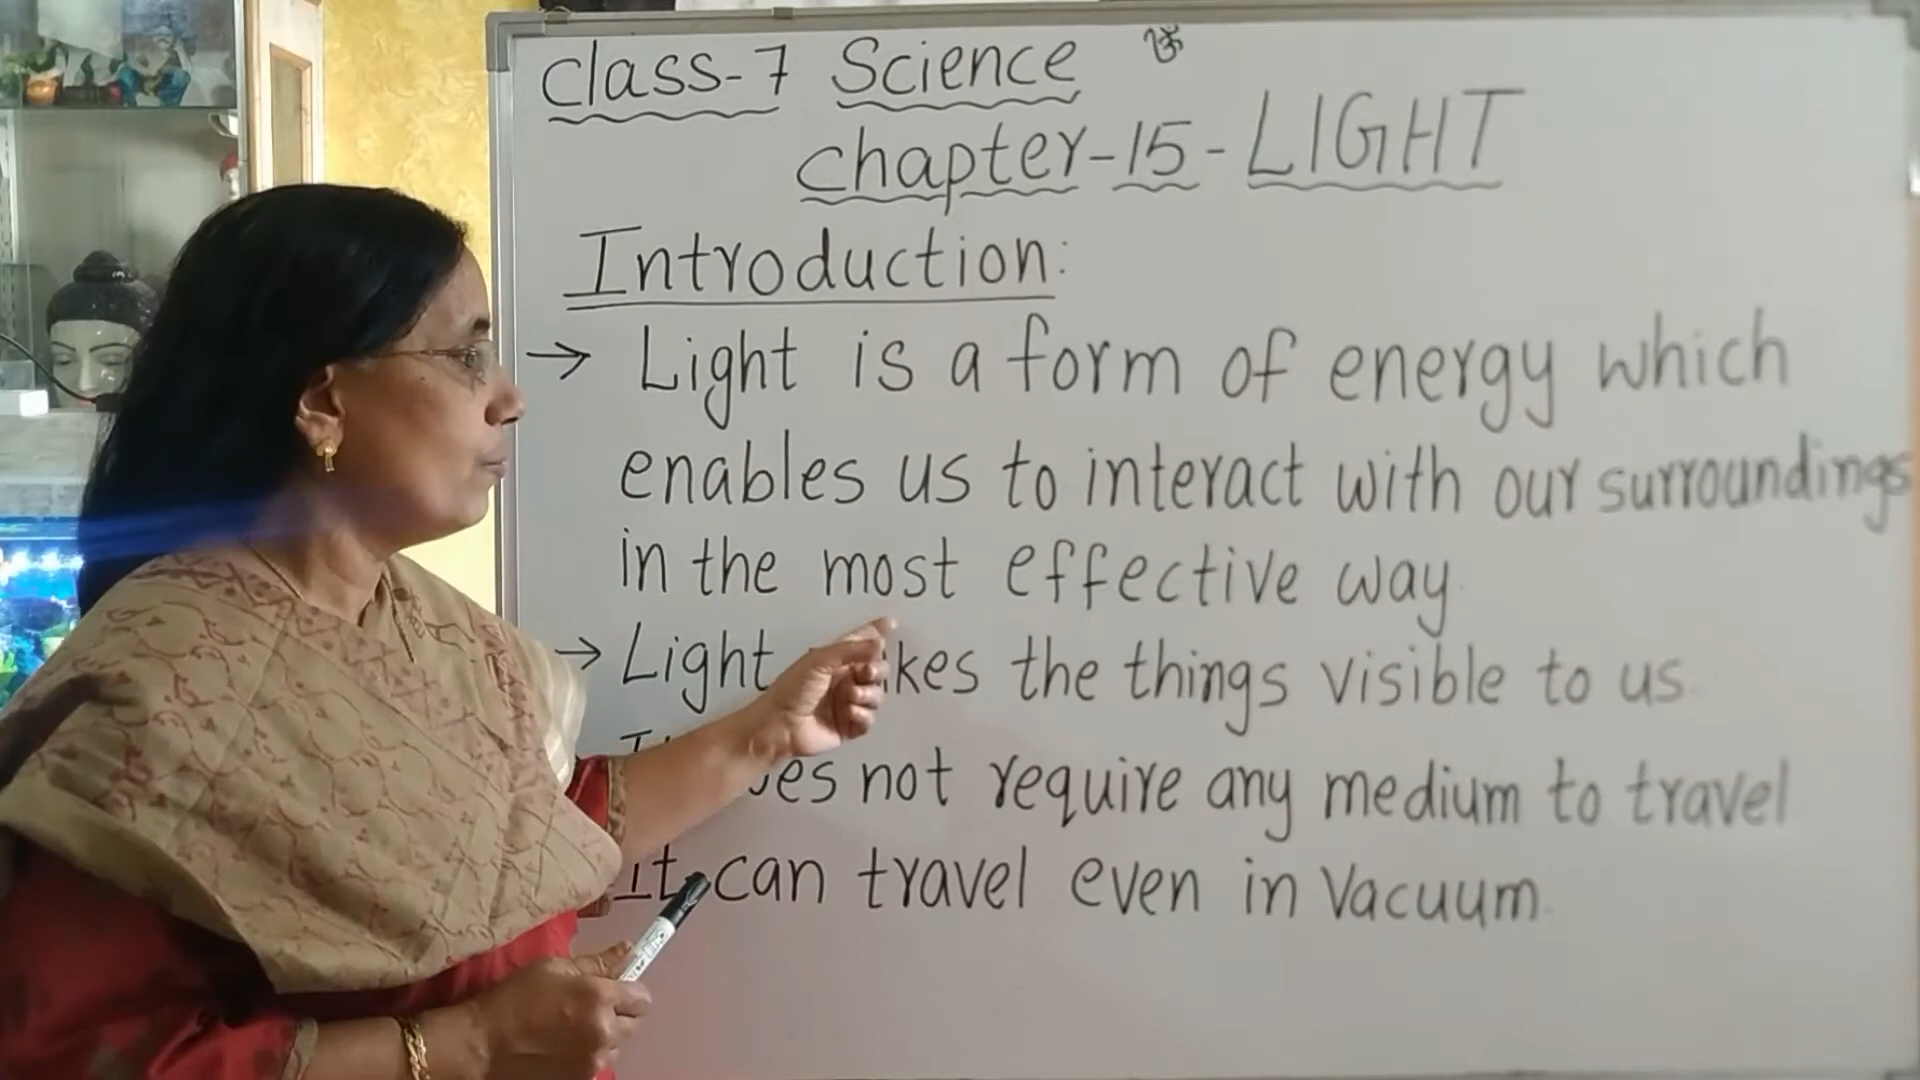 Class-7 Science ॐ
Chapter-15-LIGHT
Introduction:
→ Light is a form of energy which
enables us to interact with our surroundings
in the most effective way.
→ Light the things visible to us.
not require any medium to travel
It can travel even in Vacuum.